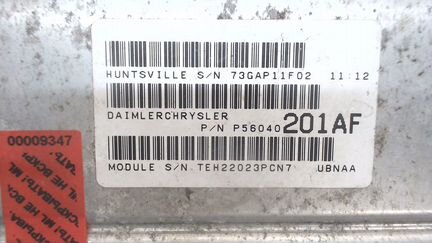 HUNTSVILLE S/N 73GAP11F02 11:12
DAIMLERCHRYSLER
P/N P56040201AF
MODULE S/N TEH22023PCN7 UBNAA
00009347